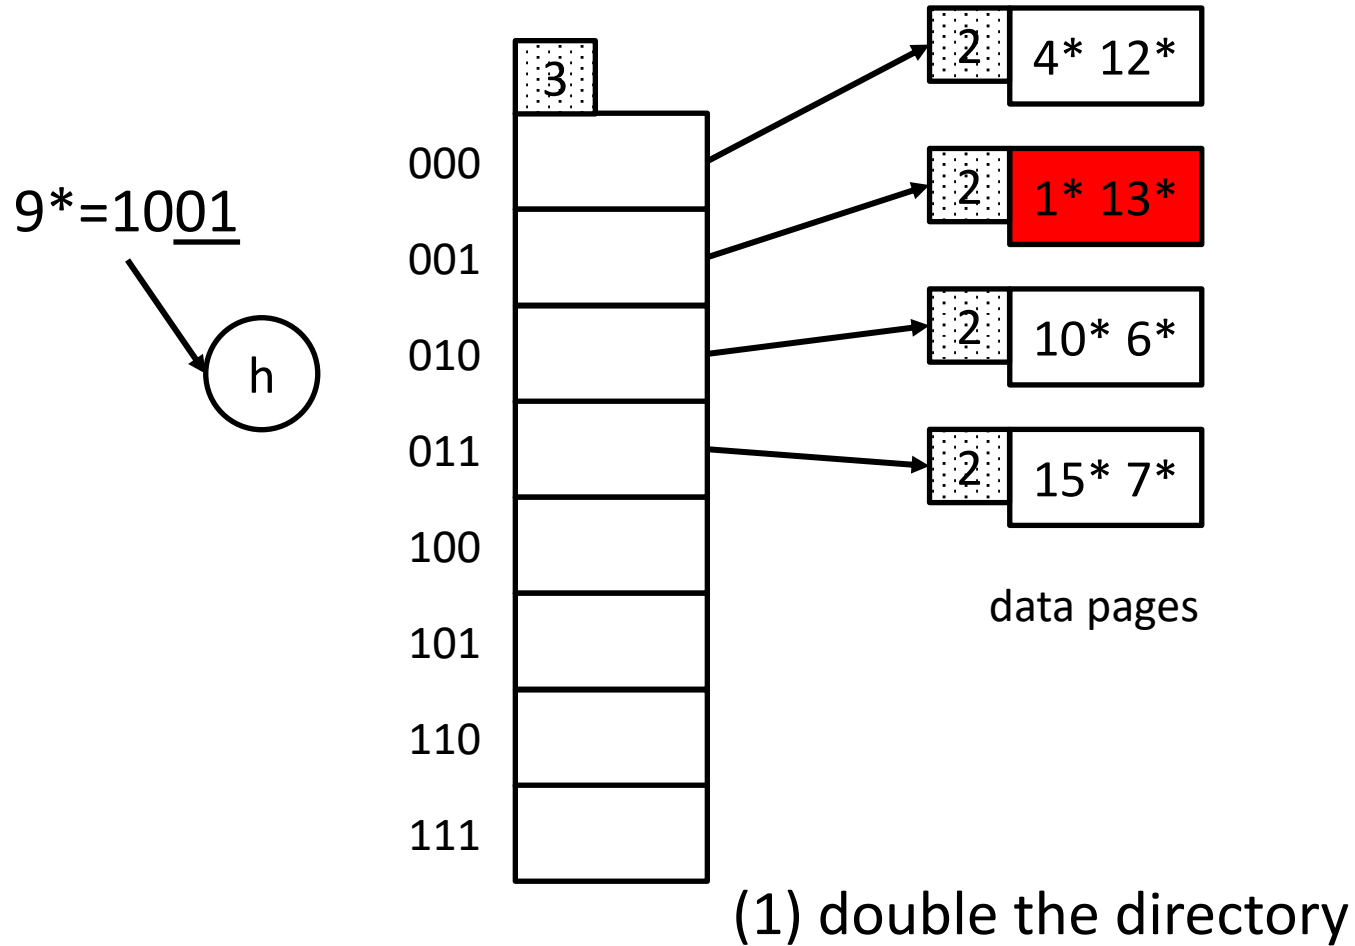 3
2 4* 12*
000
9*=1001
2 1* 13*
001
h
2 10* 6*
010
2 15* 7*
011
100
data pages
101
110
111
(1) double the directory